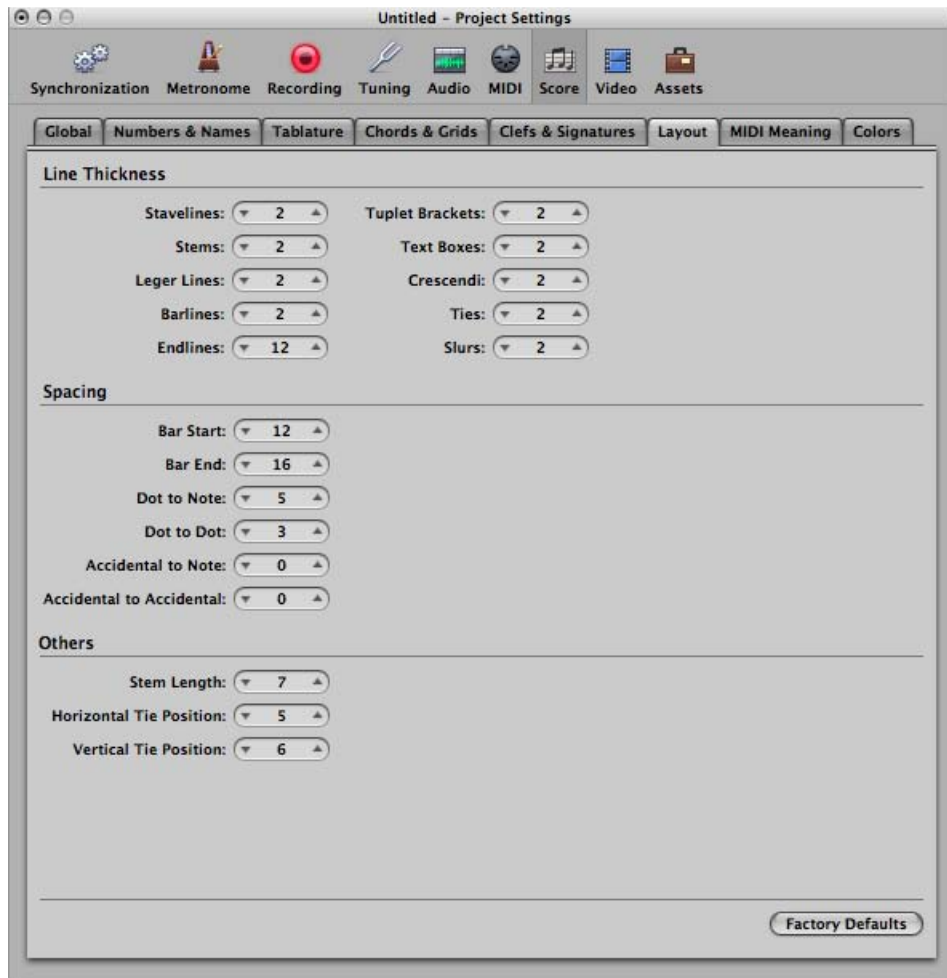 Untitled – Project Settings
Synchronization Metronome Recording Tuning Audio MIDI Score Video Assets
Global Numbers & Names Tablature Chords & Grids Clefs & Signatures Layout MIDI Meaning Colors
Line Thickness
Stavelines: 2 Tuplet Brackets: 2
Stems: 2 Text Boxes: 2
Leger Lines: 2 Crescendi: 2
Barlines: 2 Ties: 2
Endlines: 12 Slurs: 2
Spacing
Bar Start: 12
Bar End: 16
Dot to Note: 5
Dot to Dot: 3
Accidental to Note: 0
Accidental to Accidental: 0
Others
Stem Length: 7
Horizontal Tie Position: 5
Vertical Tie Position: 6
Factory Defaults